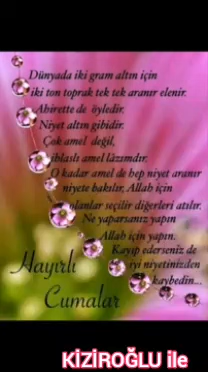 Dünyada iki gram altın için
iki ton toprak tek tek aranır elenir.
Ahirette de öyledir.
Niyet altın gibidir.
Çok amel değil,
ihlaslı amel lâzımdır.
O kadar amel de hep niyet aranır
niyete bakılır, Allah için
olanlar seçilir diğerleri atılır.
Ne yaparsanız yapın
Allah için yapın.
Kayıp ederseniz de
iyi niyetinizden
kaybedin...
Hayırlı
Cumalar
KİZİROĞLU ile